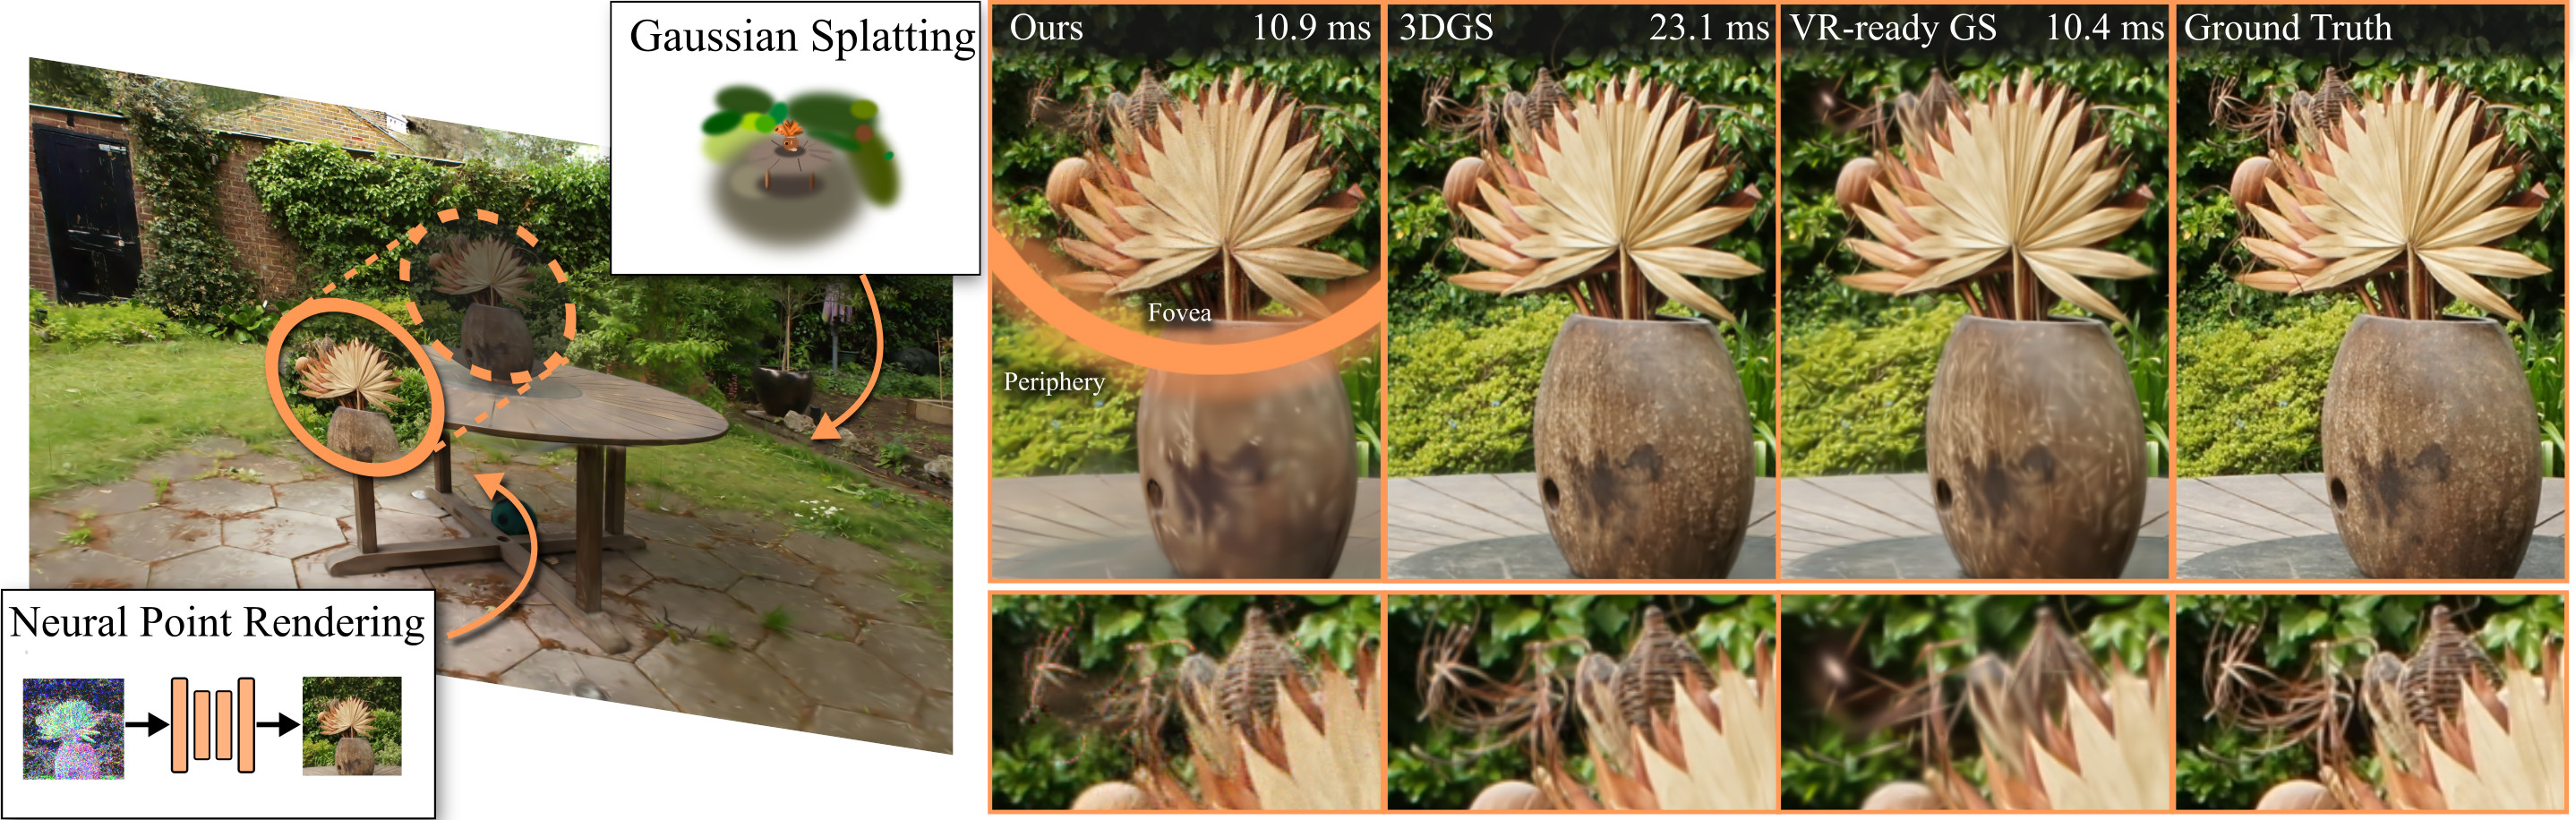 Gaussian Splatting
Neural Point Rendering
Ours 10.9 ms
3DGS 23.1 ms
VR-ready GS 10.4 ms
Ground Truth
Fovea
Periphery